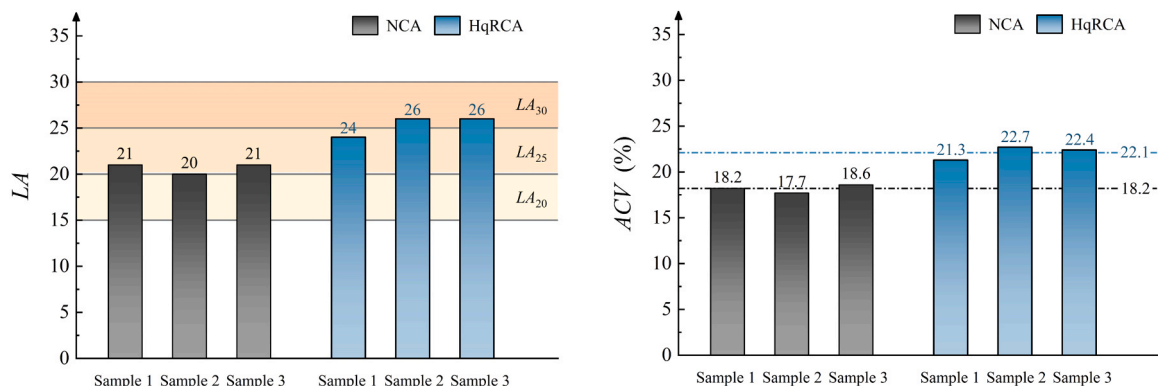 NCA HqRCA
35
30
25
20
15
10
5
0
LA
LA30
LA25
LA20
21 20 21 24 26 26
Sample 1 Sample 2 Sample 3 Sample 1 Sample 2 Sample 3
NCA HqRCA
35
30
25
20
15
10
5
0
ACV (%)
18.2 17.7 18.6 21.3 22.7 22.4
22.1
18.2
Sample 1 Sample 2 Sample 3 Sample 1 Sample 2 Sample 3